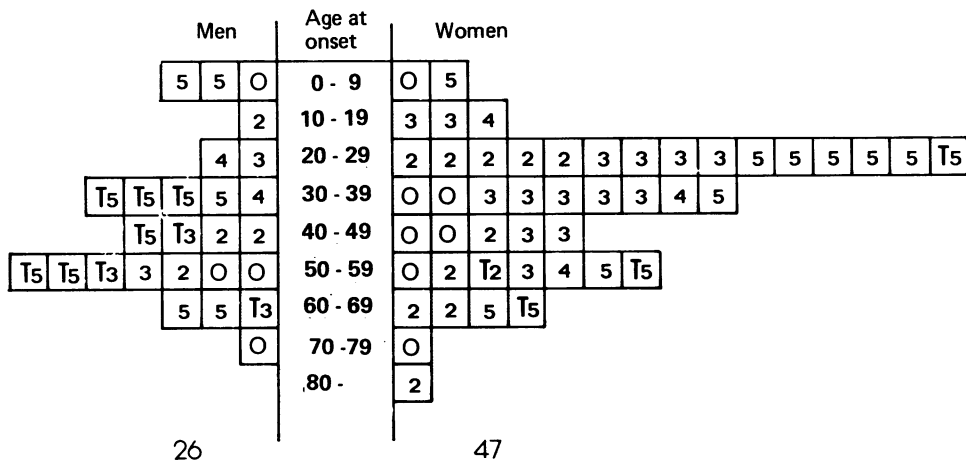 Men Age at onset Women
5 5 O 0 - 9 O 5
2 10 - 19 3 3 4
4 3 20 - 29 2 2 2 2 2 3 3 3 3 5 5 5 5 5 T5
T5 T5 T5 5 4 30 - 39 O O 3 3 3 3 3 4 5
T5 T3 2 2 40 - 49 O O 2 3 3
T5 T5 T3 3 2 O O 50 - 59 O 2 T2 3 4 5 T5
5 5 T3 60 - 69 2 2 5 T5
O 70 -79 O
80 - 2
26 47